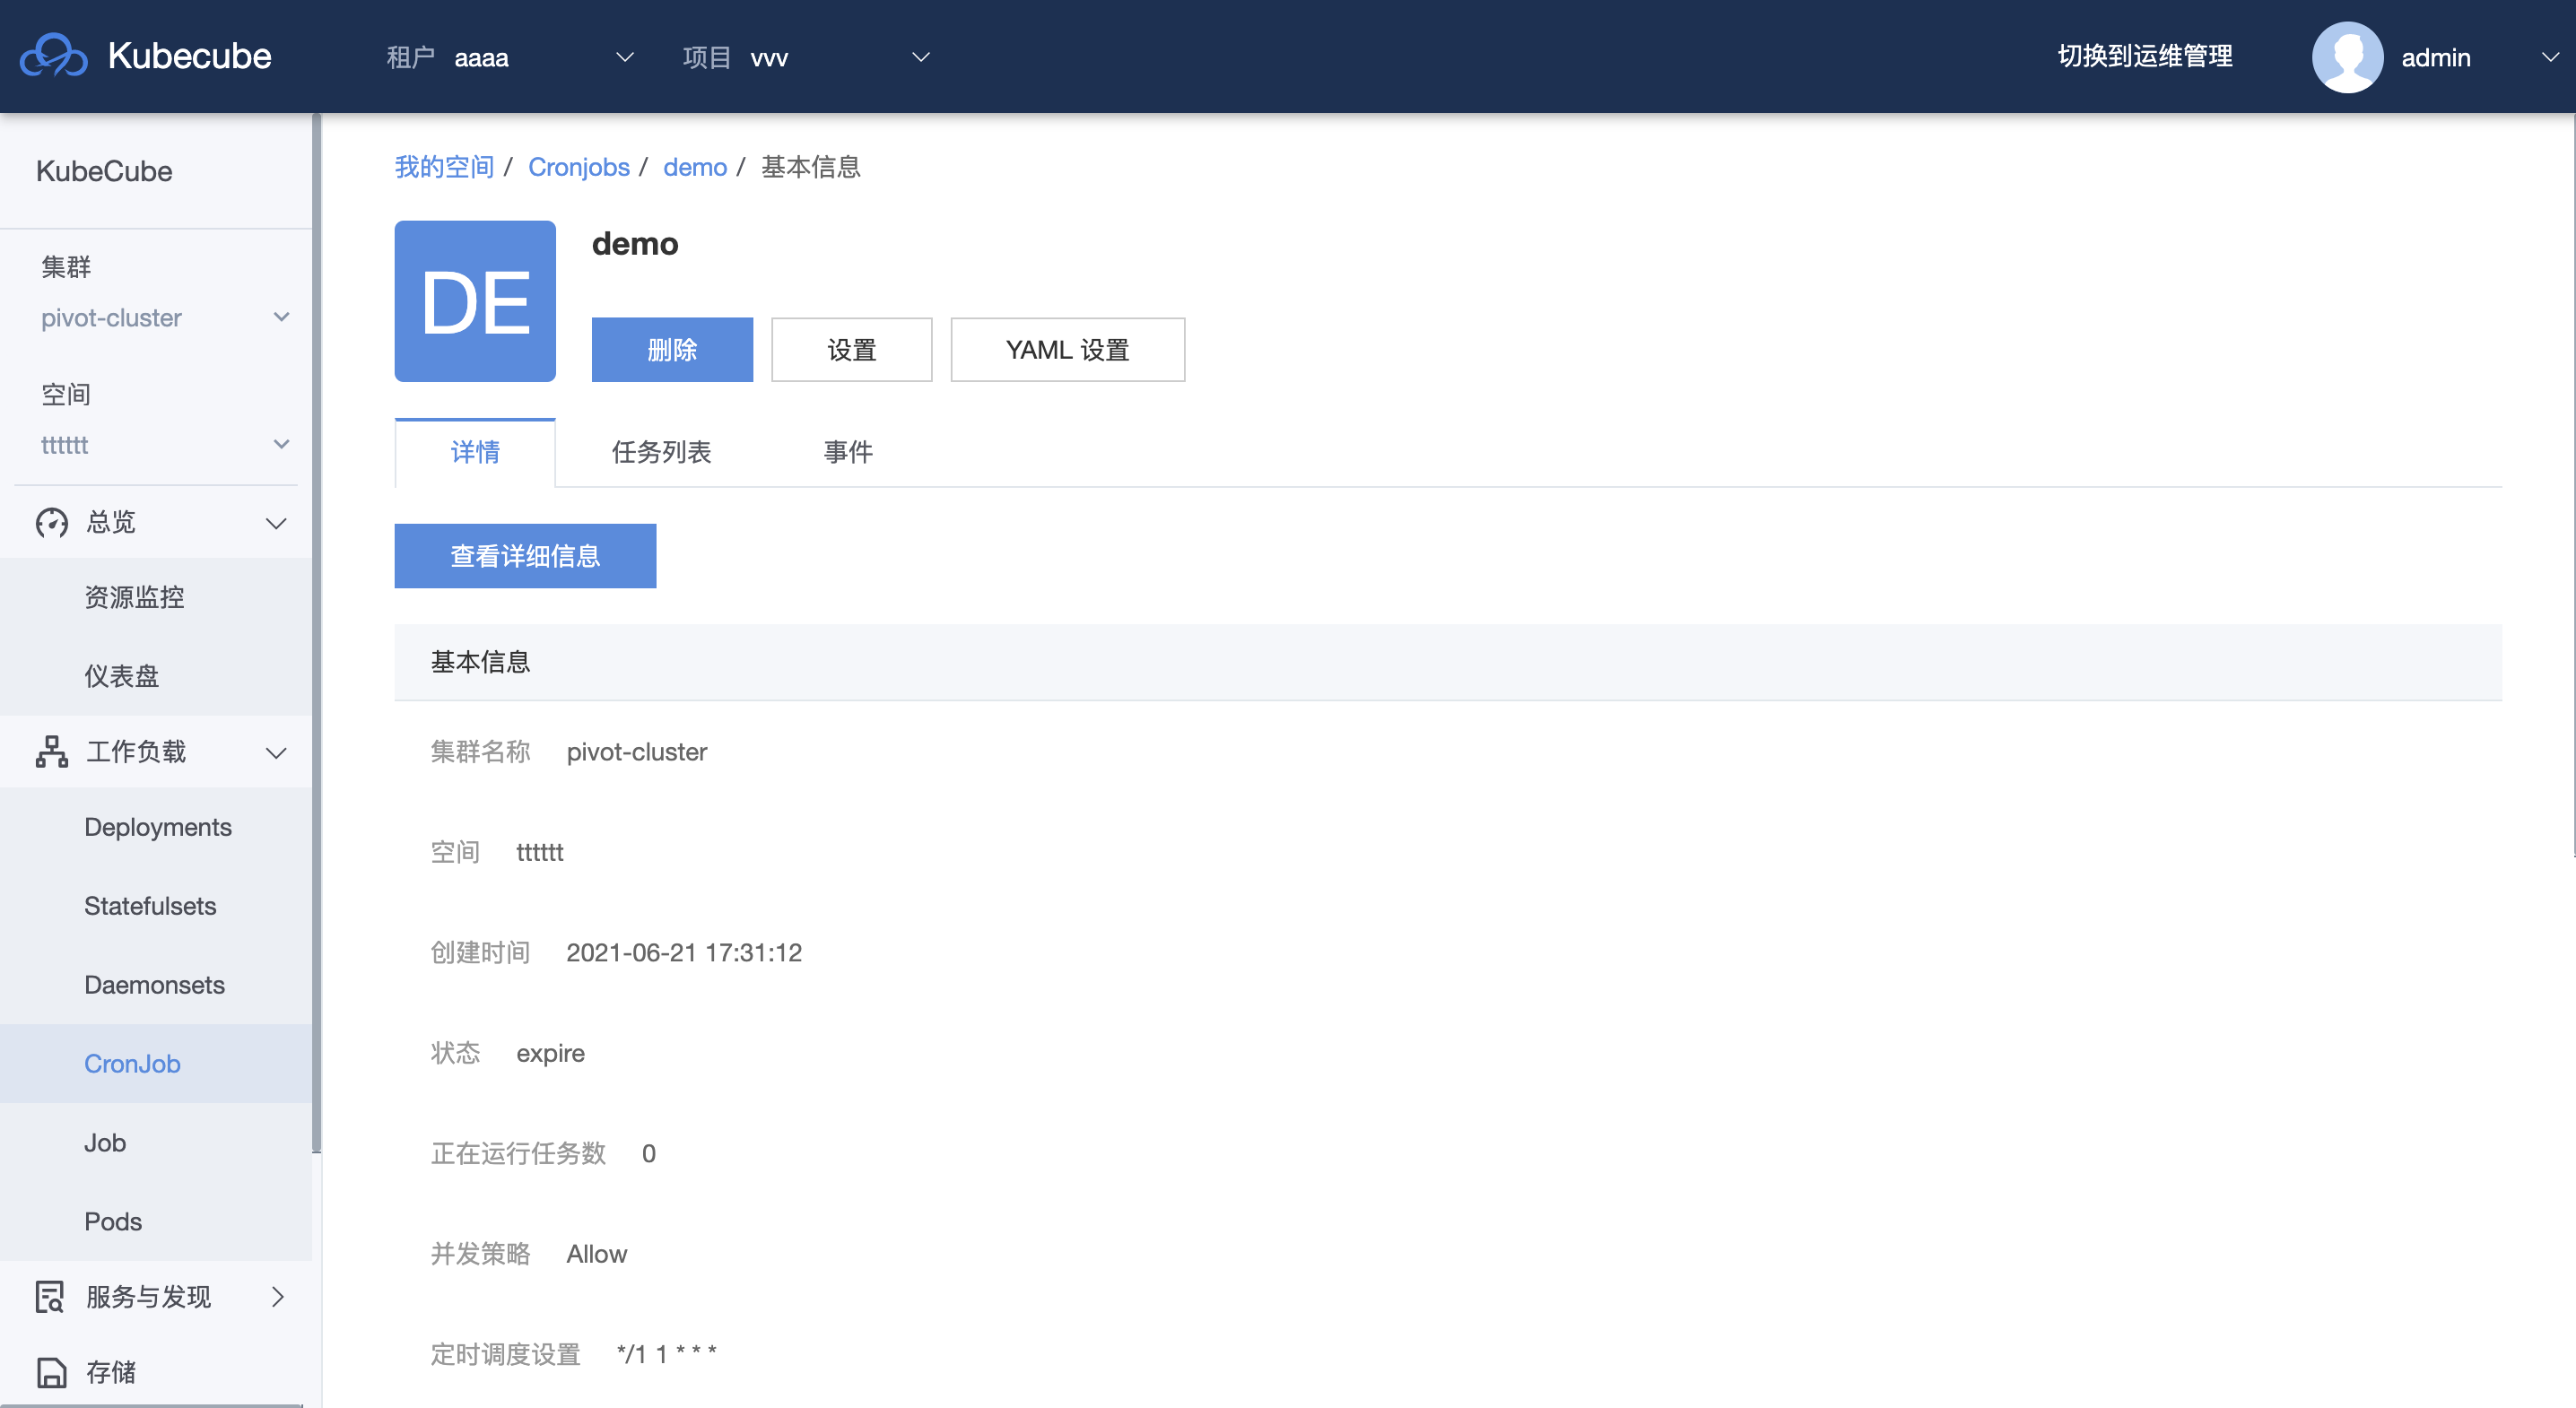 Kubecube 租户 aaaa 项目 vvv 切换到运维管理 admin
KubeCube
集群
pivot-cluster
空间
tttttt
总览
资源监控
仪表盘
工作负载
Deployments
Statefulsets
Daemonsets
CronJob
Job
Pods
服务与发现
存储
我的空间 / Cronjobs / demo / 基本信息
DE
demo
删除 设置 YAML 设置
详情 任务列表 事件
查看详细信息
基本信息
集群名称 pivot-cluster
空间 tttttt
创建时间 2021-06-21 17:31:12
状态 expire
正在运行任务数 0
并发策略 Allow
定时调度设置 */1 1 * * *